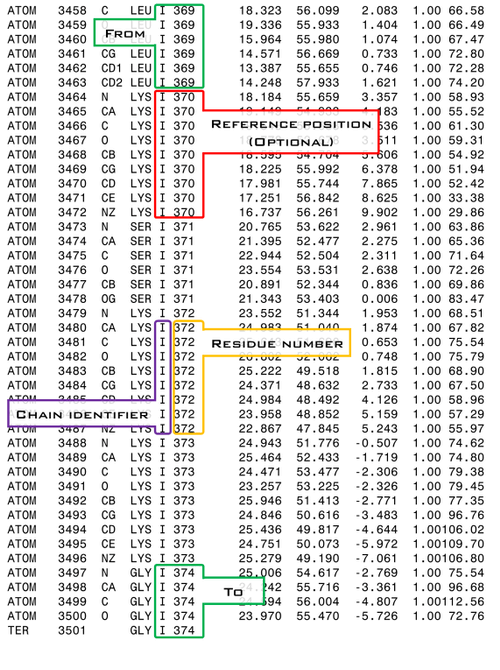 ATOM 3458 C LEU I 369 18.323 56.099 2.083 1.00 66.58
ATOM 3459 LEU I 369 19.336 55.933 1.404 1.00 66.49
From
ATOM 3460 I 369 15.964 55.980 1.074 1.00 67.47
ATOM 3461 CG LEU I 369 14.571 56.669 0.733 1.00 72.80
ATOM 3462 CD1 LEU I 369 13.387 55.655 0.746 1.00 72.28
ATOM 3463 CD2 LEU I 369 14.248 57.933 1.621 1.00 74.20
ATOM 3464 N LYS I 370 18.184 55.659 3.357 1.00 58.93
ATOM 3465 CA LYS I 370 1.00 55.52
ATOM 3466 C LYS I 370 1.00 61.30
Reference position
(Optional)
ATOM 3467 O LYS I 370 1.00 59.31
ATOM 3468 CB LYS I 370 1.00 54.92
ATOM 3469 CG LYS I 370 18.225 55.992 6.378 1.00 51.94
ATOM 3470 CD LYS I 370 17.981 55.744 7.865 1.00 52.42
ATOM 3471 CE LYS I 370 17.251 56.842 8.625 1.00 33.38
ATOM 3472 NZ LYS I 370 16.737 56.261 9.902 1.00 29.86
ATOM 3473 N SER I 371 20.765 53.622 2.961 1.00 63.86
ATOM 3474 CA SER I 371 21.395 52.477 2.275 1.00 65.36
ATOM 3475 C SER I 371 22.944 52.504 2.311 1.00 71.64
ATOM 3476 O SER I 371 23.554 53.531 2.638 1.00 72.26
ATOM 3477 CB SER I 371 20.891 52.344 0.836 1.00 69.86
ATOM 3478 OG SER I 371 21.343 53.403 0.006 1.00 83.47
ATOM 3479 N LYS I 372 23.552 51.344 1.953 1.00 68.51
ATOM 3480 CA LYS I 372 24.983 51.040 1.874 1.00 67.82
ATOM 3481 C LYS I 372 0.653 1.00 75.54
Residue number
ATOM 3482 O LYS I 372 0.748 1.00 75.79
ATOM 3483 CB LYS I 372 25.222 49.518 1.815 1.00 68.90
ATOM 3484 CG LYS I 372 24.371 48.632 2.733 1.00 67.50
ATOM 3485 CD LYS I 372 24.984 48.492 4.126 1.00 58.96
Chain identifier
I 372 23.958 48.852 5.159 1.00 57.29
ATOM 3487 NZ LYS I 372 22.867 47.845 5.243 1.00 55.97
ATOM 3488 N LYS I 373 24.943 51.776 -0.507 1.00 74.62
ATOM 3489 CA LYS I 373 25.464 52.433 -1.719 1.00 74.80
ATOM 3490 C LYS I 373 24.471 53.477 -2.306 1.00 79.38
ATOM 3491 O LYS I 373 23.257 53.225 -2.326 1.00 79.45
ATOM 3492 CB LYS I 373 25.946 51.413 -2.771 1.00 77.35
ATOM 3493 CG LYS I 373 24.846 50.616 -3.483 1.00 96.76
ATOM 3494 CD LYS I 373 25.436 49.817 -4.644 1.00106.02
ATOM 3495 CE LYS I 373 24.751 50.073 -5.972 1.00109.70
ATOM 3496 NZ LYS I 373 25.279 49.190 -7.061 1.00106.80
ATOM 3497 N GLY I 374 25.006 54.617 -2.769 1.00 75.54
ATOM 3498 CA GLY I 374 55.716 -3.361 1.00 96.68
To
ATOM 3499 C GLY I 374 56.004 -4.807 1.00112.56
ATOM 3500 O GLY I 374 23.970 55.470 -5.726 1.00 72.76
TER 3501 GLY I 374